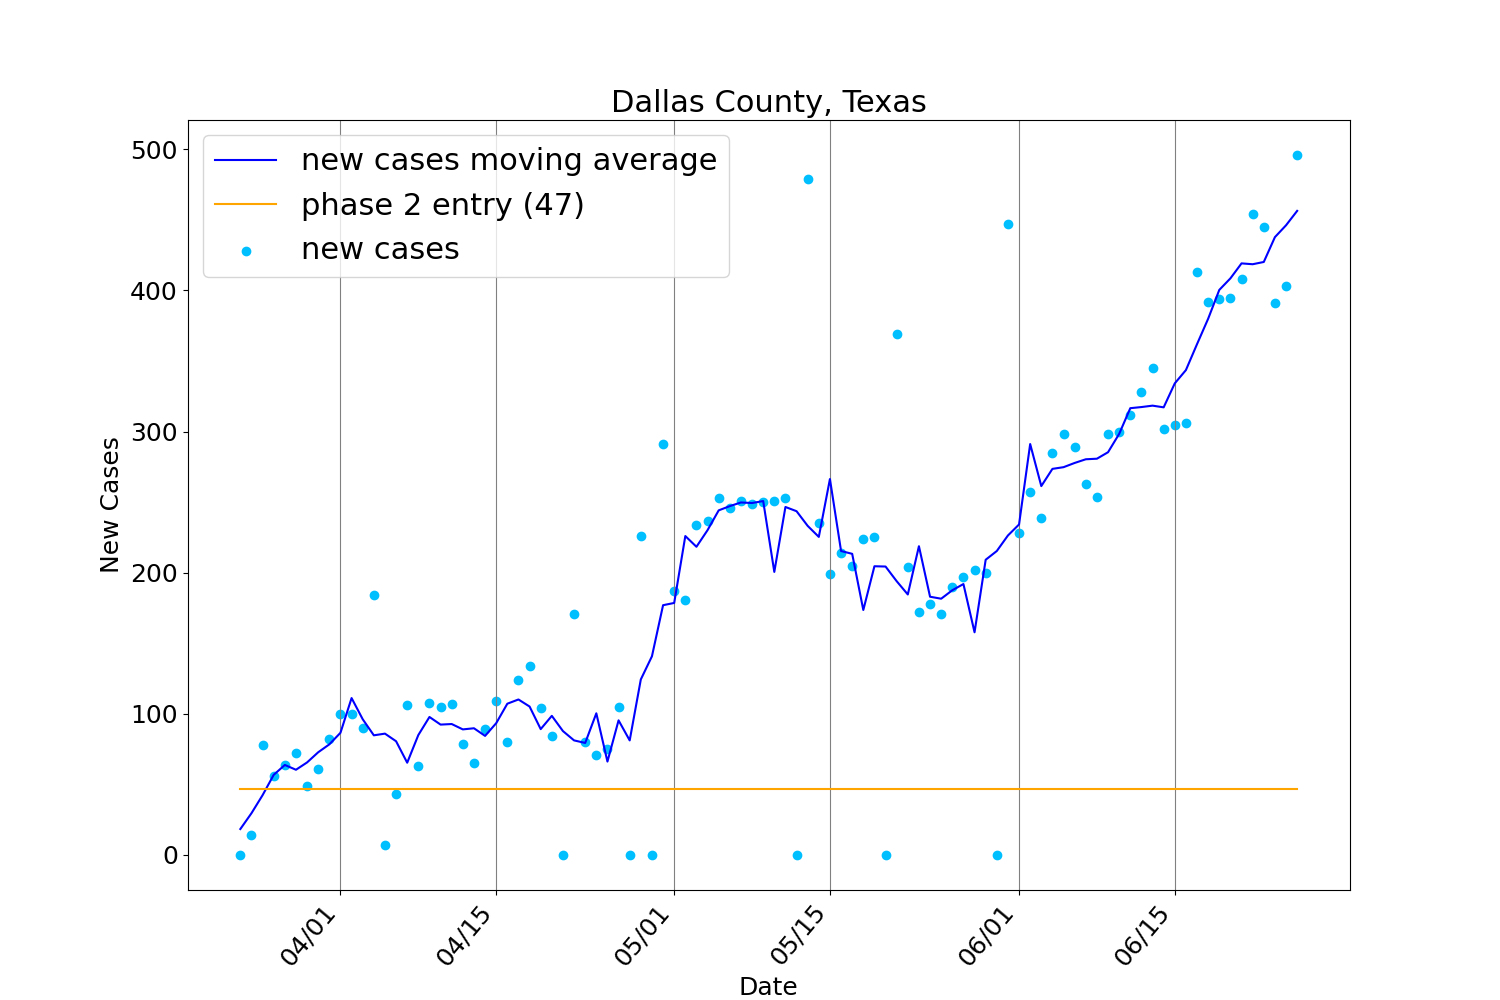 Dallas County, Texas
new cases moving average
phase 2 entry (47)
new cases
500
400
300
200
100
0
New Cases
04/01
04/15
05/01
05/15
06/01
06/15
Date